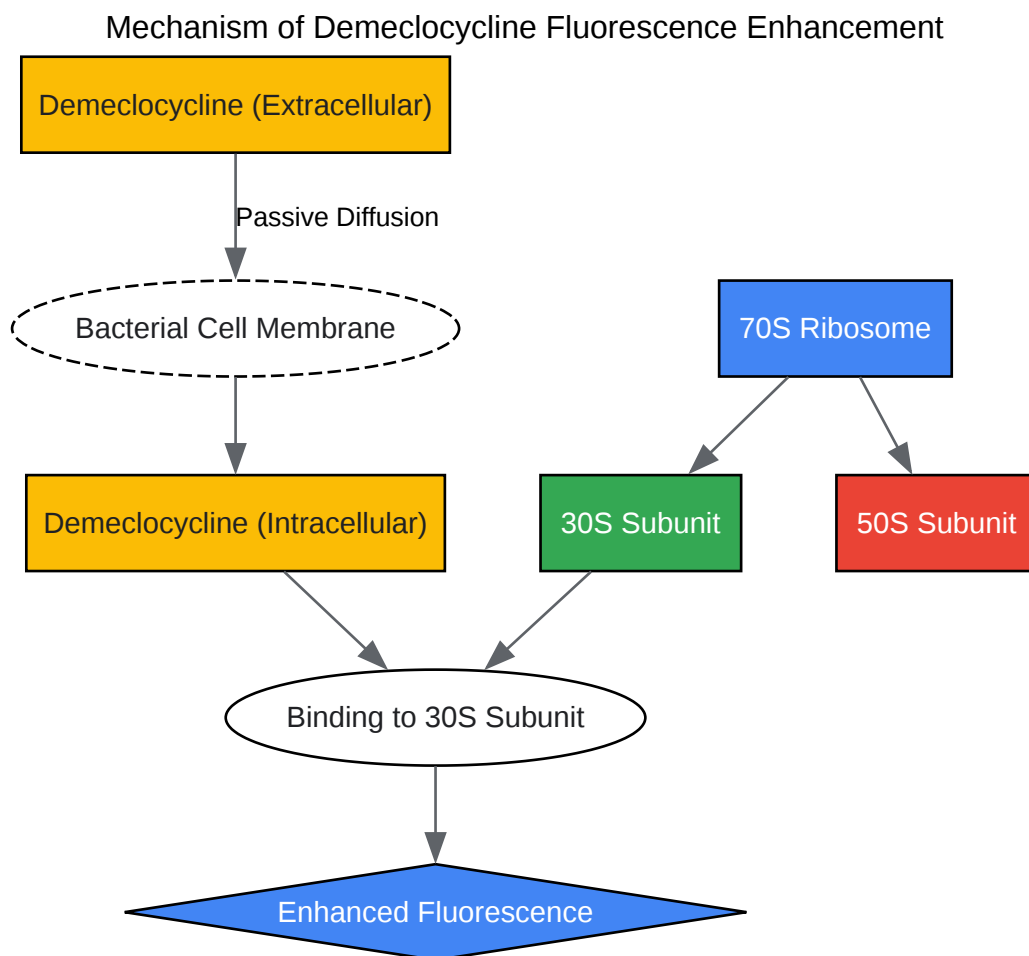 Mechanism of Demeclocycline Fluorescence Enhancement
Demeclocycline (Extracellular)
Passive Diffusion
Bacterial Cell Membrane
70S Ribosome
Demeclocycline (Intracellular)
30S Subunit
50S Subunit
Binding to 30S Subunit
Enhanced Fluorescence